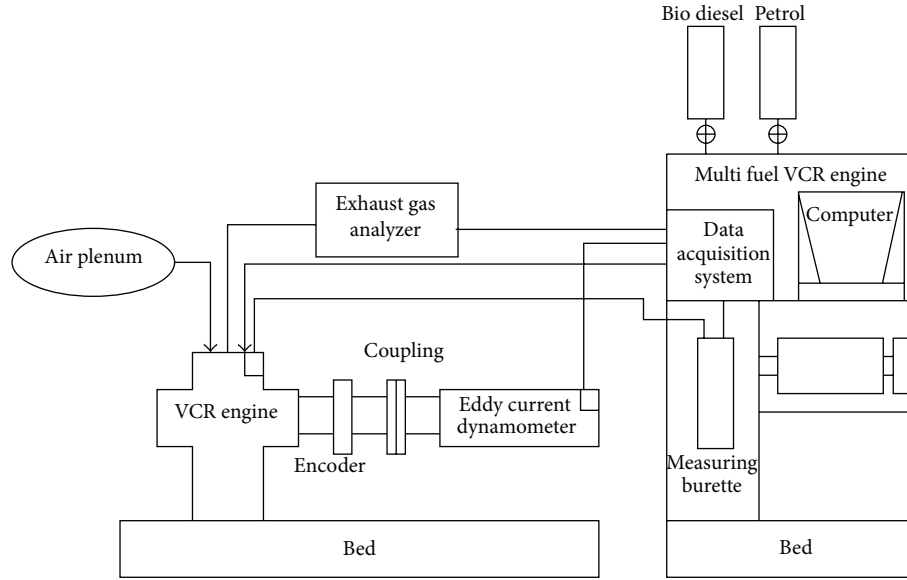 Bio diesel
Petrol
Multi fuel VCR engine
Exhaust gas
analyzer
Computer
Data
acquisition
system
Air plenum
Coupling
VCR engine
Eddy current
dynamometer
Encoder
Measuring
burette
Bed
Bed